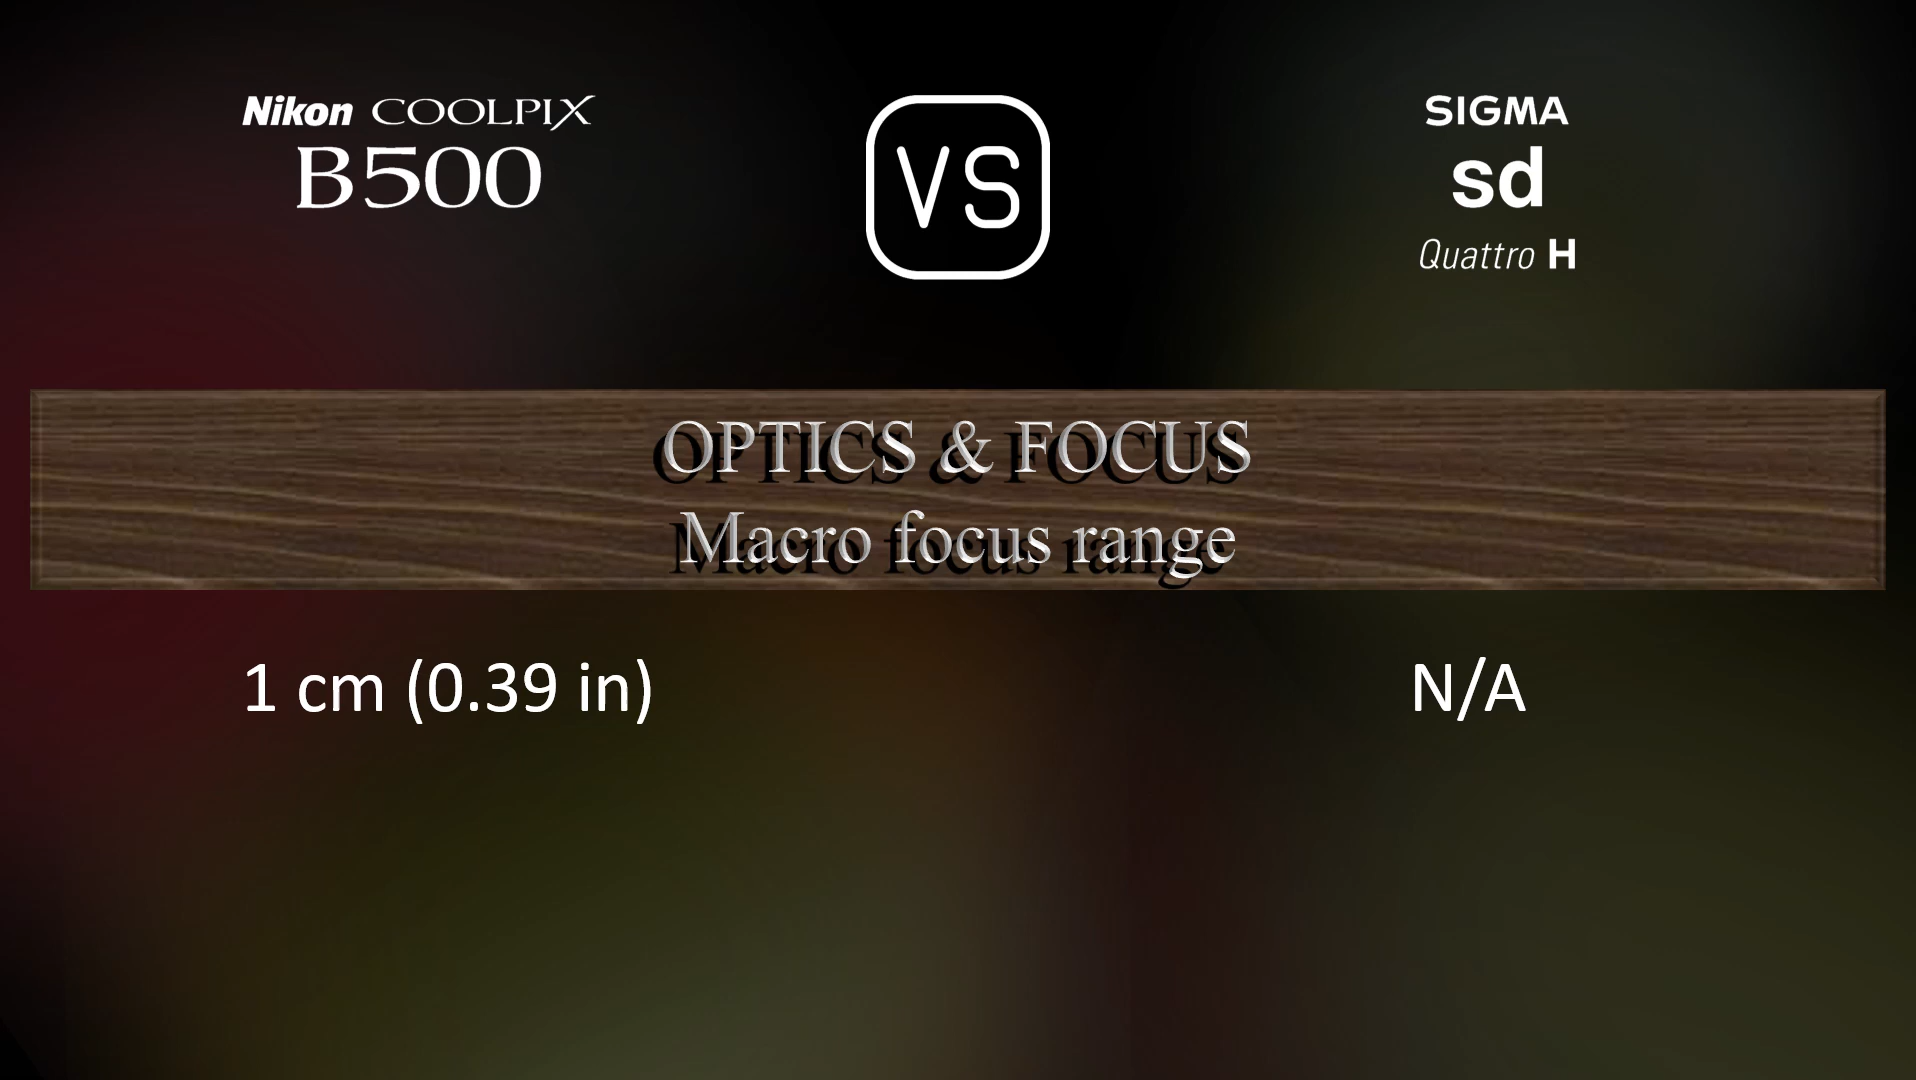 Nikon COOLPIX
B500
VS
SIGMA
sd
Quattro H
OPTICS & FOCUS
Macro focus range
1 cm (0.39 in)
N/A